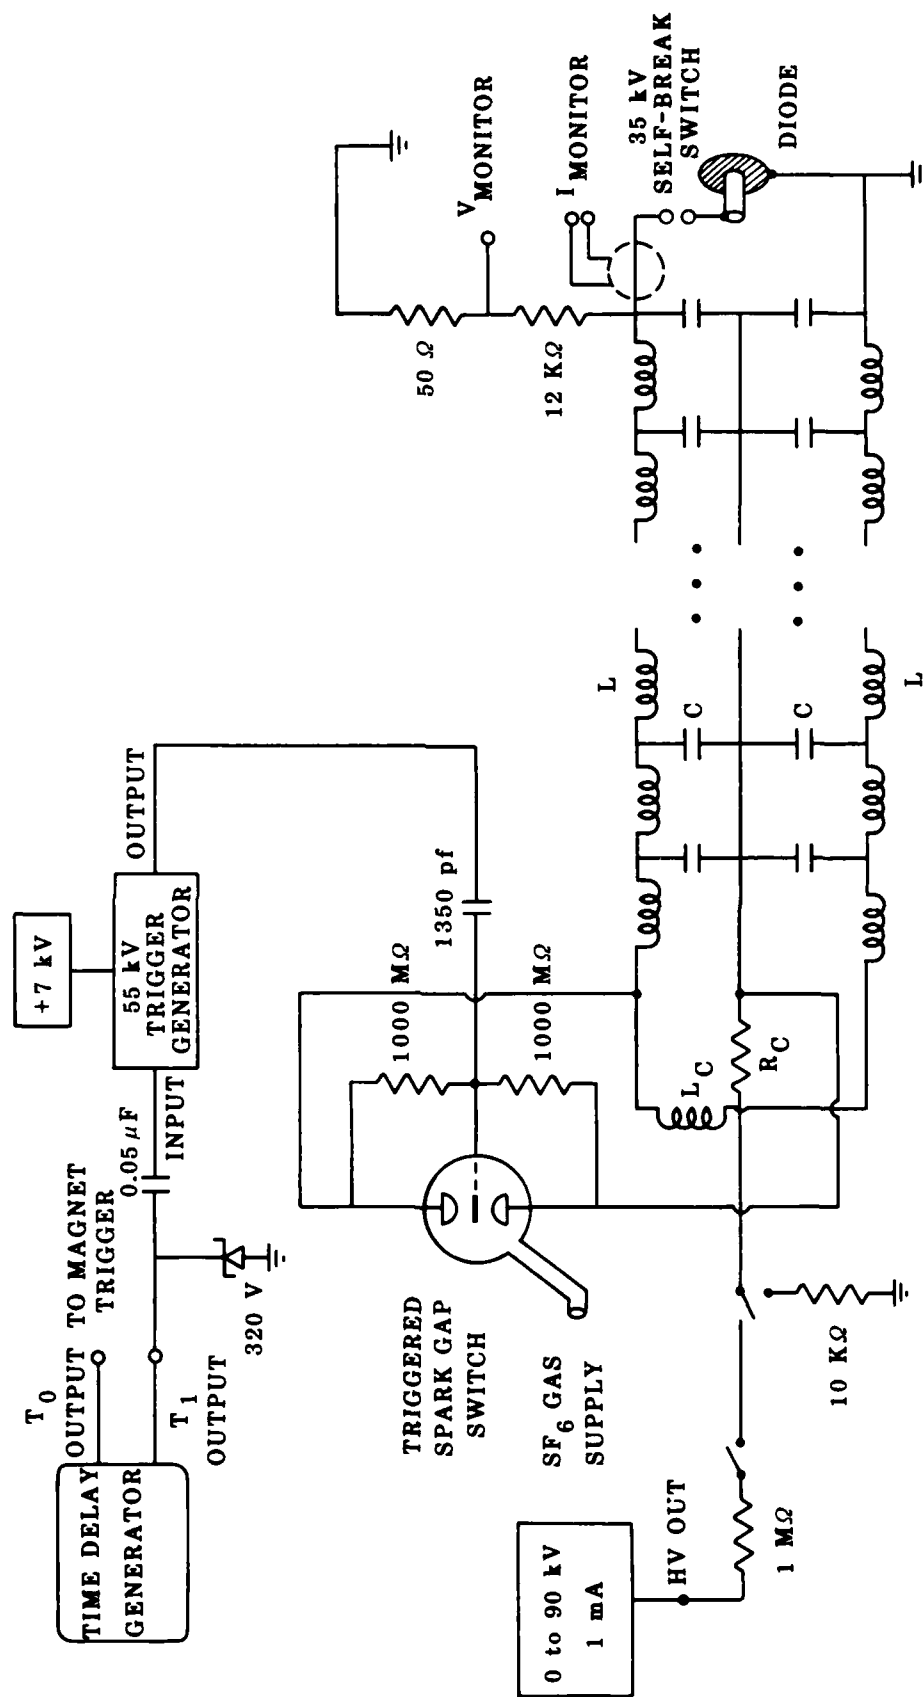 TIME DELAY
GENERATOR
T0
OUTPUT
TO MAGNET
TRIGGER
T1
OUTPUT
320 V
0.05 μF
INPUT
+7 kV
55 kV
TRIGGER
GENERATOR
OUTPUT
1350 pf
1000 MΩ
1000 MΩ
TRIGGERED
SPARK GAP
SWITCH
SF6 GAS
SUPPLY
0 to 90 kV
1 mA
HV OUT
1 MΩ
10 KΩ
LC
RC
L
C
C
L
50 Ω
12 KΩ
VMONITOR
IMONITOR
35 kV
SELF-BREAK
SWITCH
DIODE